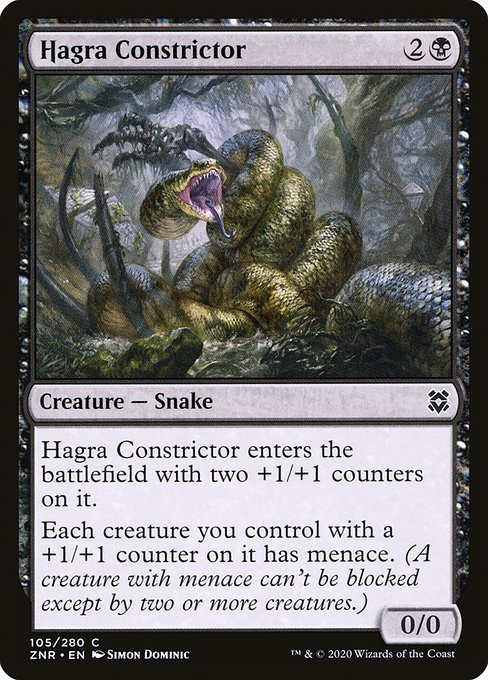 Hagra Constrictor 2
Creature — Snake
Hagra Constrictor enters the
battlefield with two +1/+1 counters
on it.
Each creature you control with a
+1/+1 counter on it has menace. (A
creature with menace can't be blocked
except by two or more creatures.)
0/0
105/280 C
ZNR • EN Simon Dominic
™ & © 2020 Wizards of the Coast